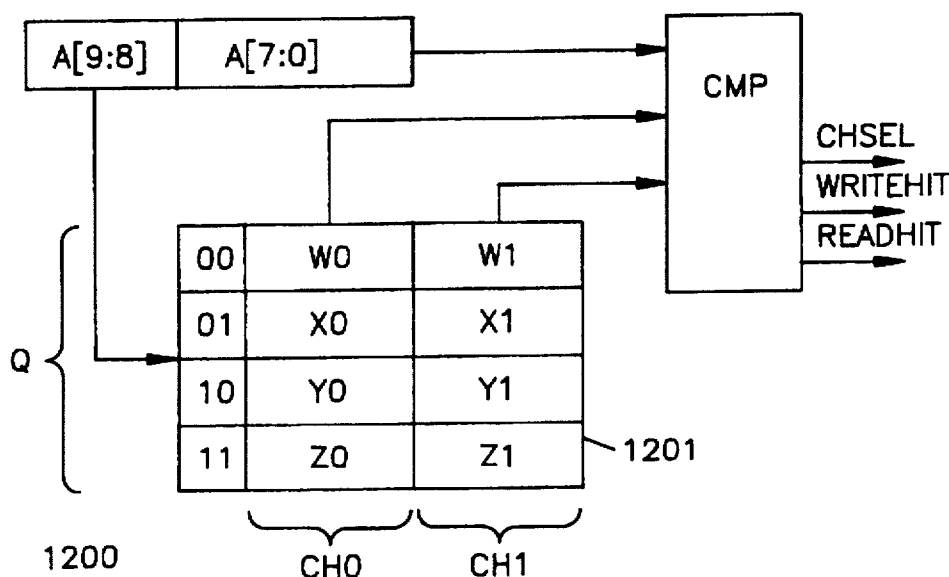 A[9:8] A[7:0]
CMP
CHSEL
WRITEHIT
READHIT
00 W0 W1
01 X0 X1
Q
10 Y0 Y1
11 Z0 Z1
1201
1200
CH0 CH1